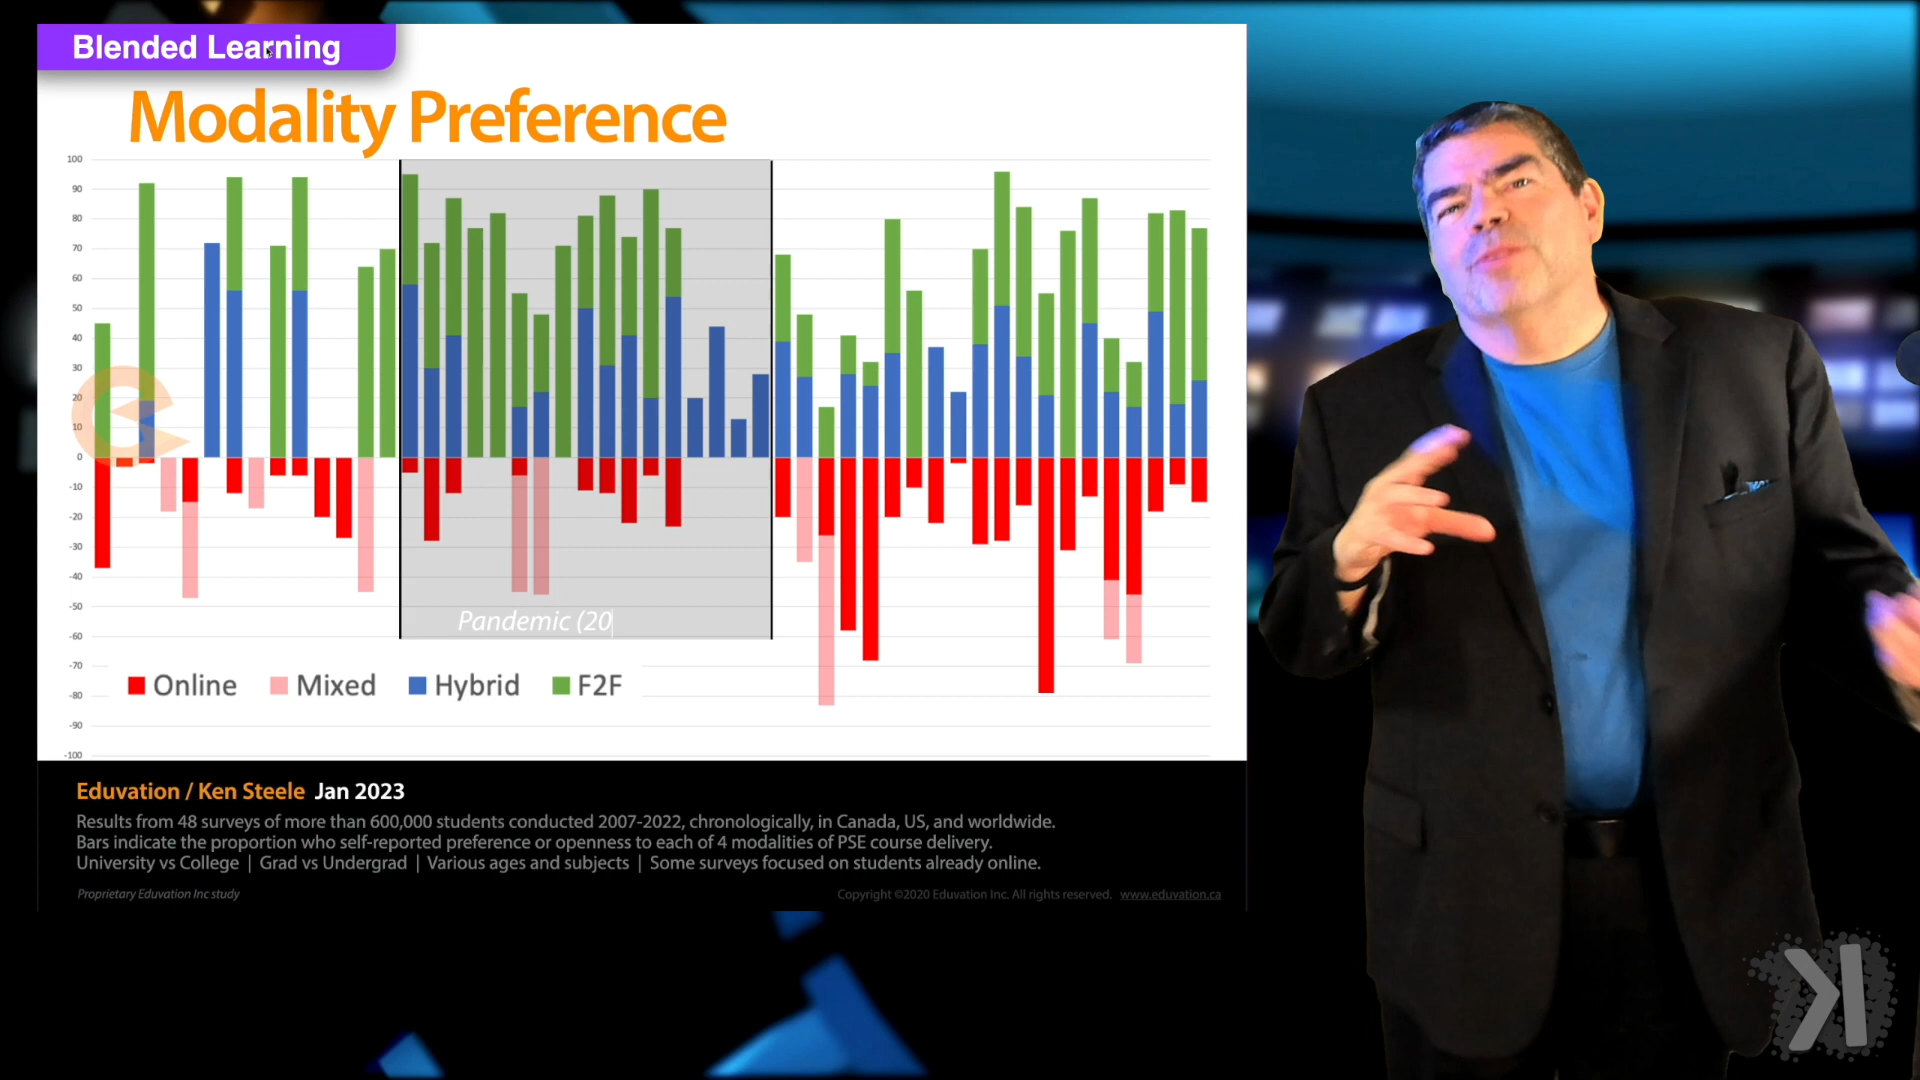 Blended Learning
Modality Preference
100
90
80
70
60
50
40
30
20
10
0
-10
-20
-30
-40
-50
-60
-70
-80
-90
-100
Pandemic (20
Online Mixed Hybrid F2F
Eduvation / Ken Steele Jan 2023
Results from 48 surveys of more than 600,000 students conducted 2007-2022, chronologically, in Canada, US, and worldwide.
Bars indicate the proportion who self-reported preference or openness to each of 4 modalities of PSE course delivery.
University vs College | Grad vs Undergrad | Various ages and subjects | Some surveys focused on students already online.
Proprietary Eduvation Inc study
Copyright ©2020 Eduvation Inc. All rights reserved. www.eduvation.ca